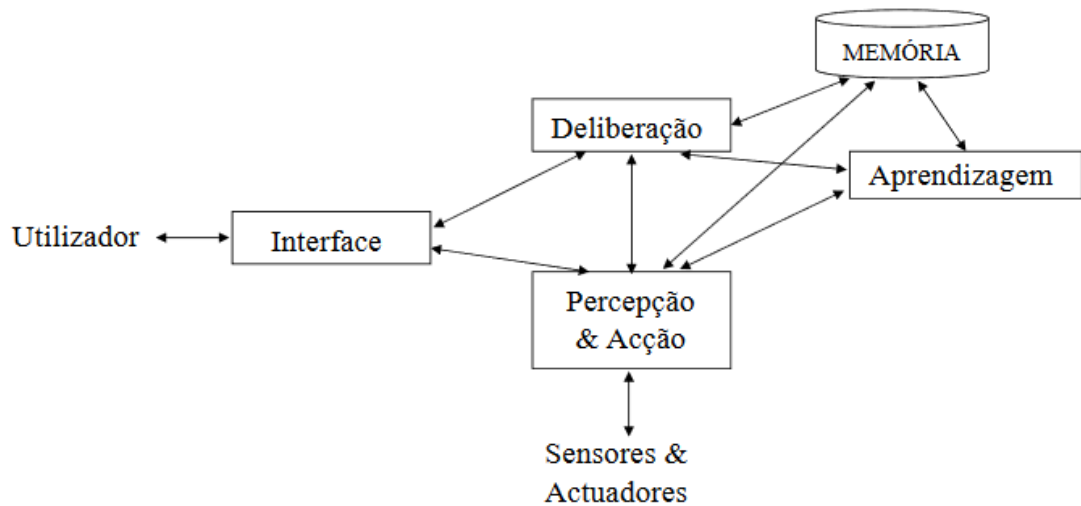 MEMÓRIA
Deliberação
Aprendizagem
Utilizador
Interface
Percepção
& Acção
Sensores &
Actuadores